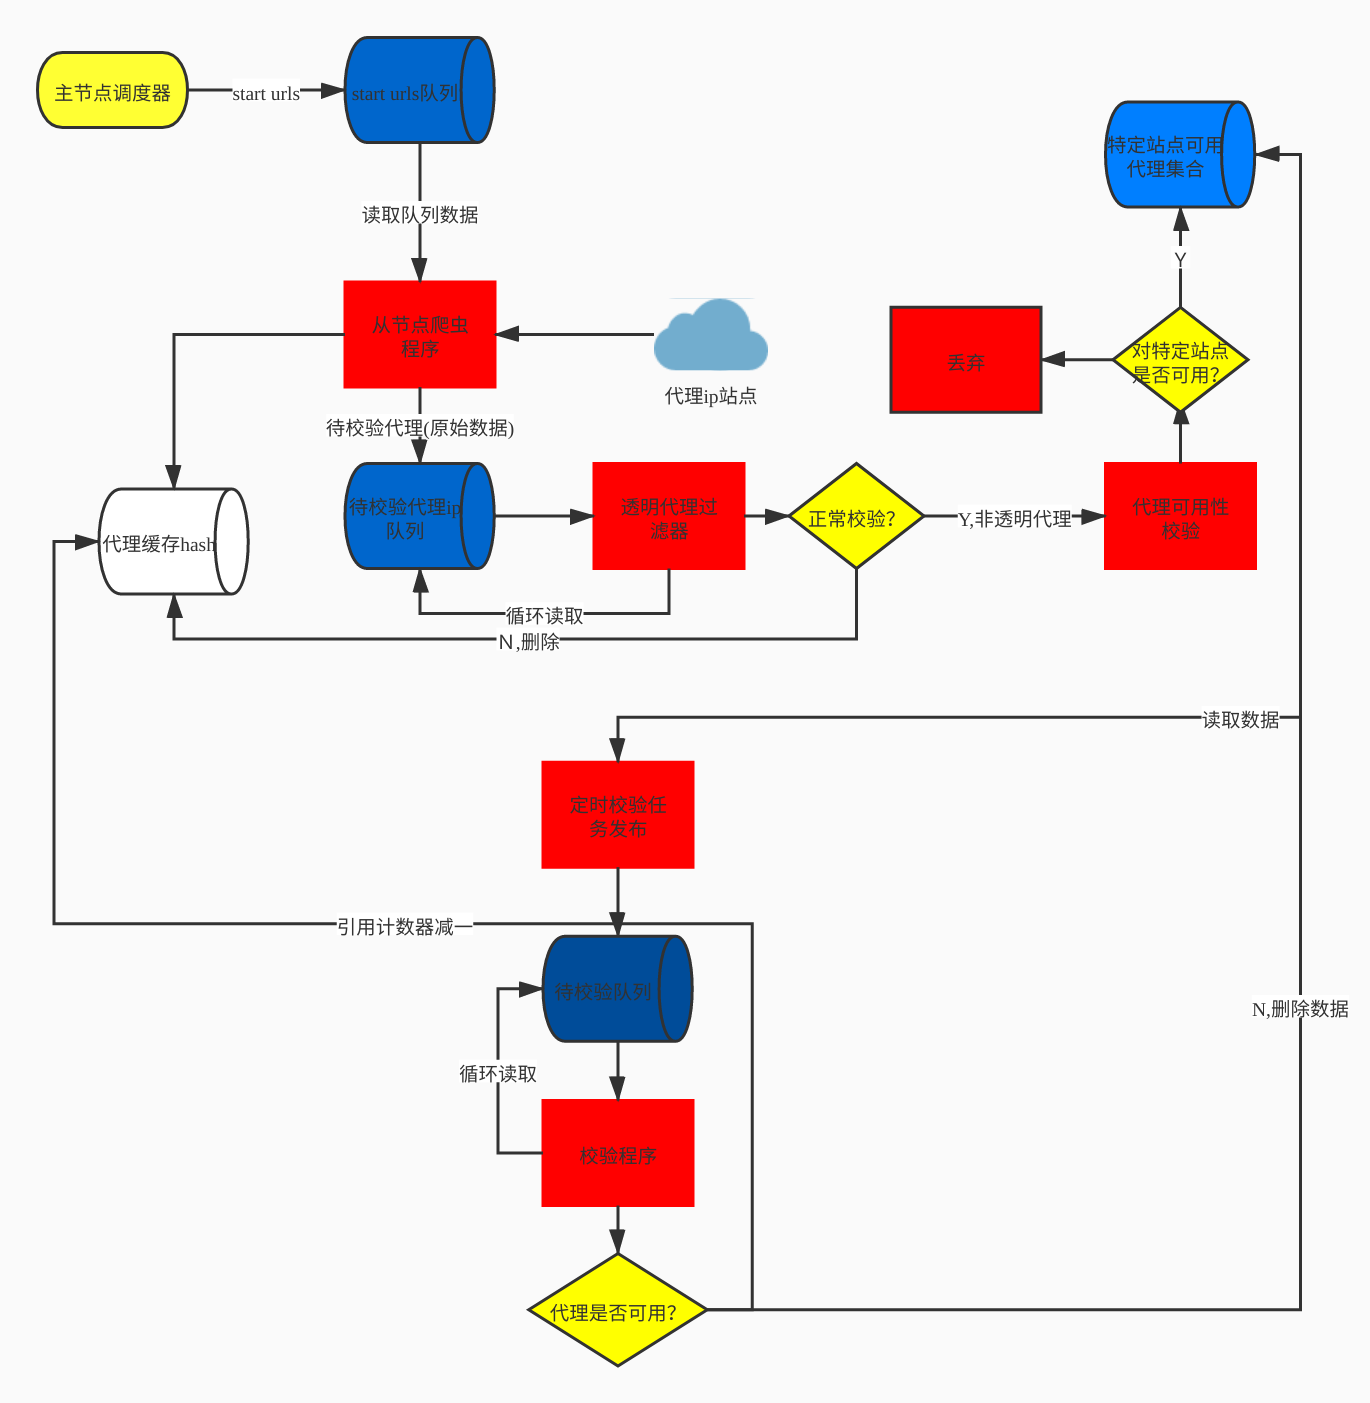 主节点调度器
start urls
start urls队列
特定站点可用
代理集合
读取队列数据
Y
从节点爬虫
程序
代理ip站点
丢弃
对特定站点
是否可用?
待校验代理(原始数据)
待校验代理ip
队列
透明代理过
滤器
正常校验?
Y,非透明代理
代理可用性
校验
代理缓存hash
循环读取
N,删除
读取数据
定时校验任
务发布
引用计数器减一
待校验队列
N,删除数据
循环读取
校验程序
代理是否可用?